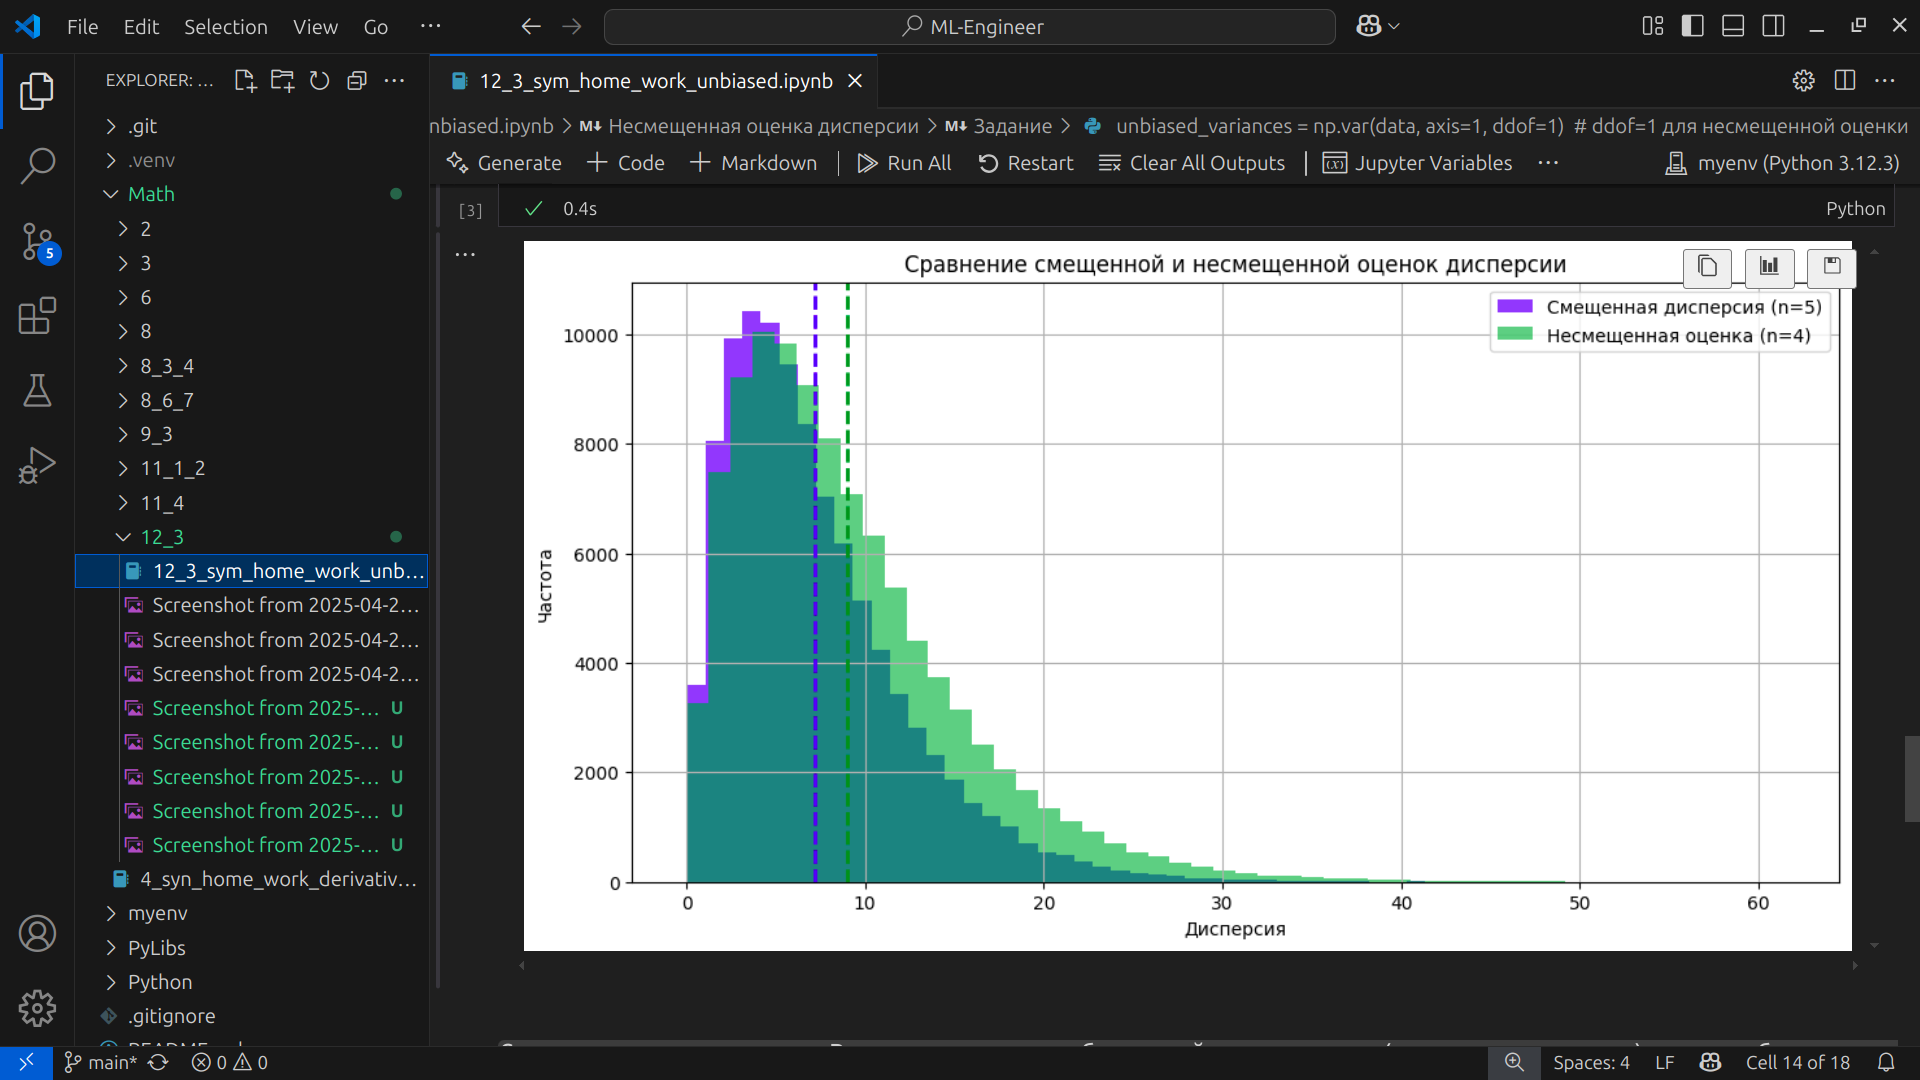 File Edit Selection View Go ···
ML-Engineer
EXPLORER: ...
.git
.venv
Math
2
3
6
8
8_3_4
8_6_7
9_3
11_1_2
11_4
12_3
12_3_sym_home_work_unb...
Screenshot from 2025-04-2...
Screenshot from 2025-04-2...
Screenshot from 2025-04-2...
Screenshot from 2025-... U
Screenshot from 2025-... U
Screenshot from 2025-... U
Screenshot from 2025-... U
Screenshot from 2025-... U
4_syn_home_work_derivativ...
myenv
PyLibs
Python
.gitignore
5
12_3_sym_home_work_unbiased.ipynb
nbiased.ipynb > M↓ Несмещенная оценка дисперсии > M↓ Задание > unbiased_variances = np.var(data, axis=1, ddof=1) # ddof=1 для несмещенной оценки
Generate + Code + Markdown | Run All Restart Clear All Outputs | Jupyter Variables ··· myenv (Python 3.12.3)
[3] 0.4s Python
...
Сравнение смещенной и несмещенной оценок дисперсии
Смещенная дисперсия (n=5)
Несмещенная оценка (n=4)
Частота
10000
8000
6000
4000
2000
0
0 10 20 30 40 50 60
Дисперсия
main* 0 0 Spaces: 4 LF Cell 14 of 18